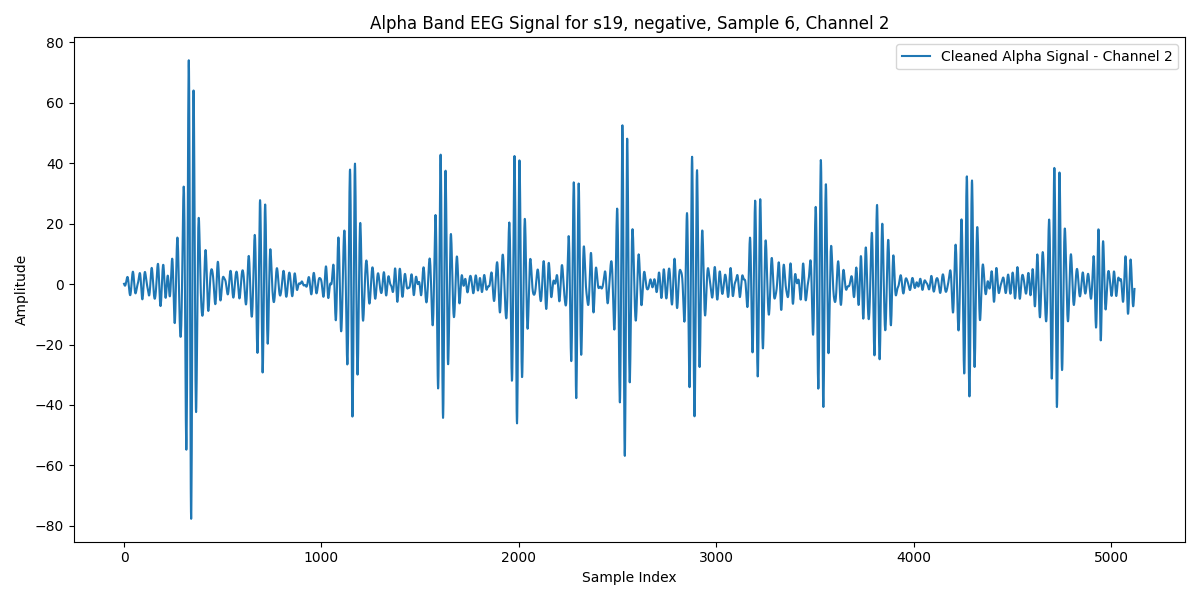 Alpha Band EEG Signal for s19, negative, Sample 6, Channel 2
Cleaned Alpha Signal - Channel 2
80
60
40
20
0
−20
−40
−60
−80
Amplitude
0 1000 2000 3000 4000 5000
Sample Index